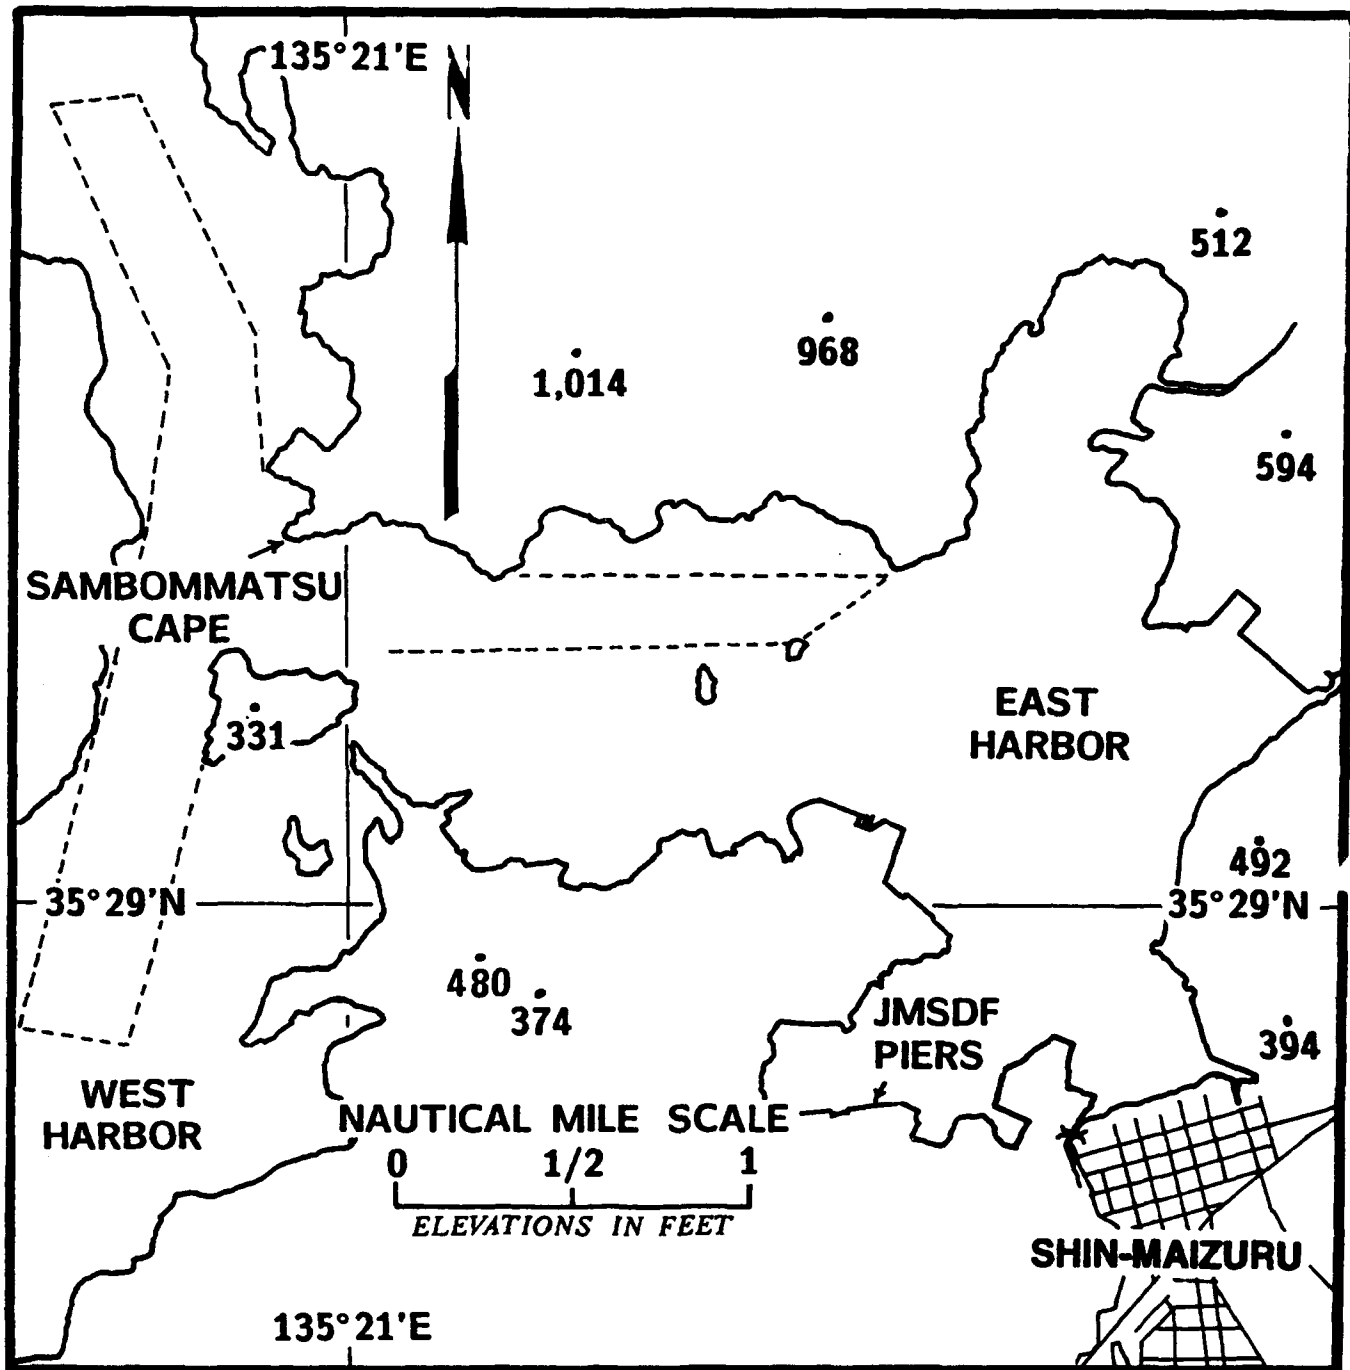 135°21'E
N
512
968
1,014
594
SAMBOMMATSU
CAPE
EAST
HARBOR
331
492
35°29'N
35°29'N
480
374
JMSDF
PIERS
394
WEST
HARBOR
NAUTICAL MILE SCALE
0 1/2 1
ELEVATIONS IN FEET
SHIN-MAIZURU
135°21'E